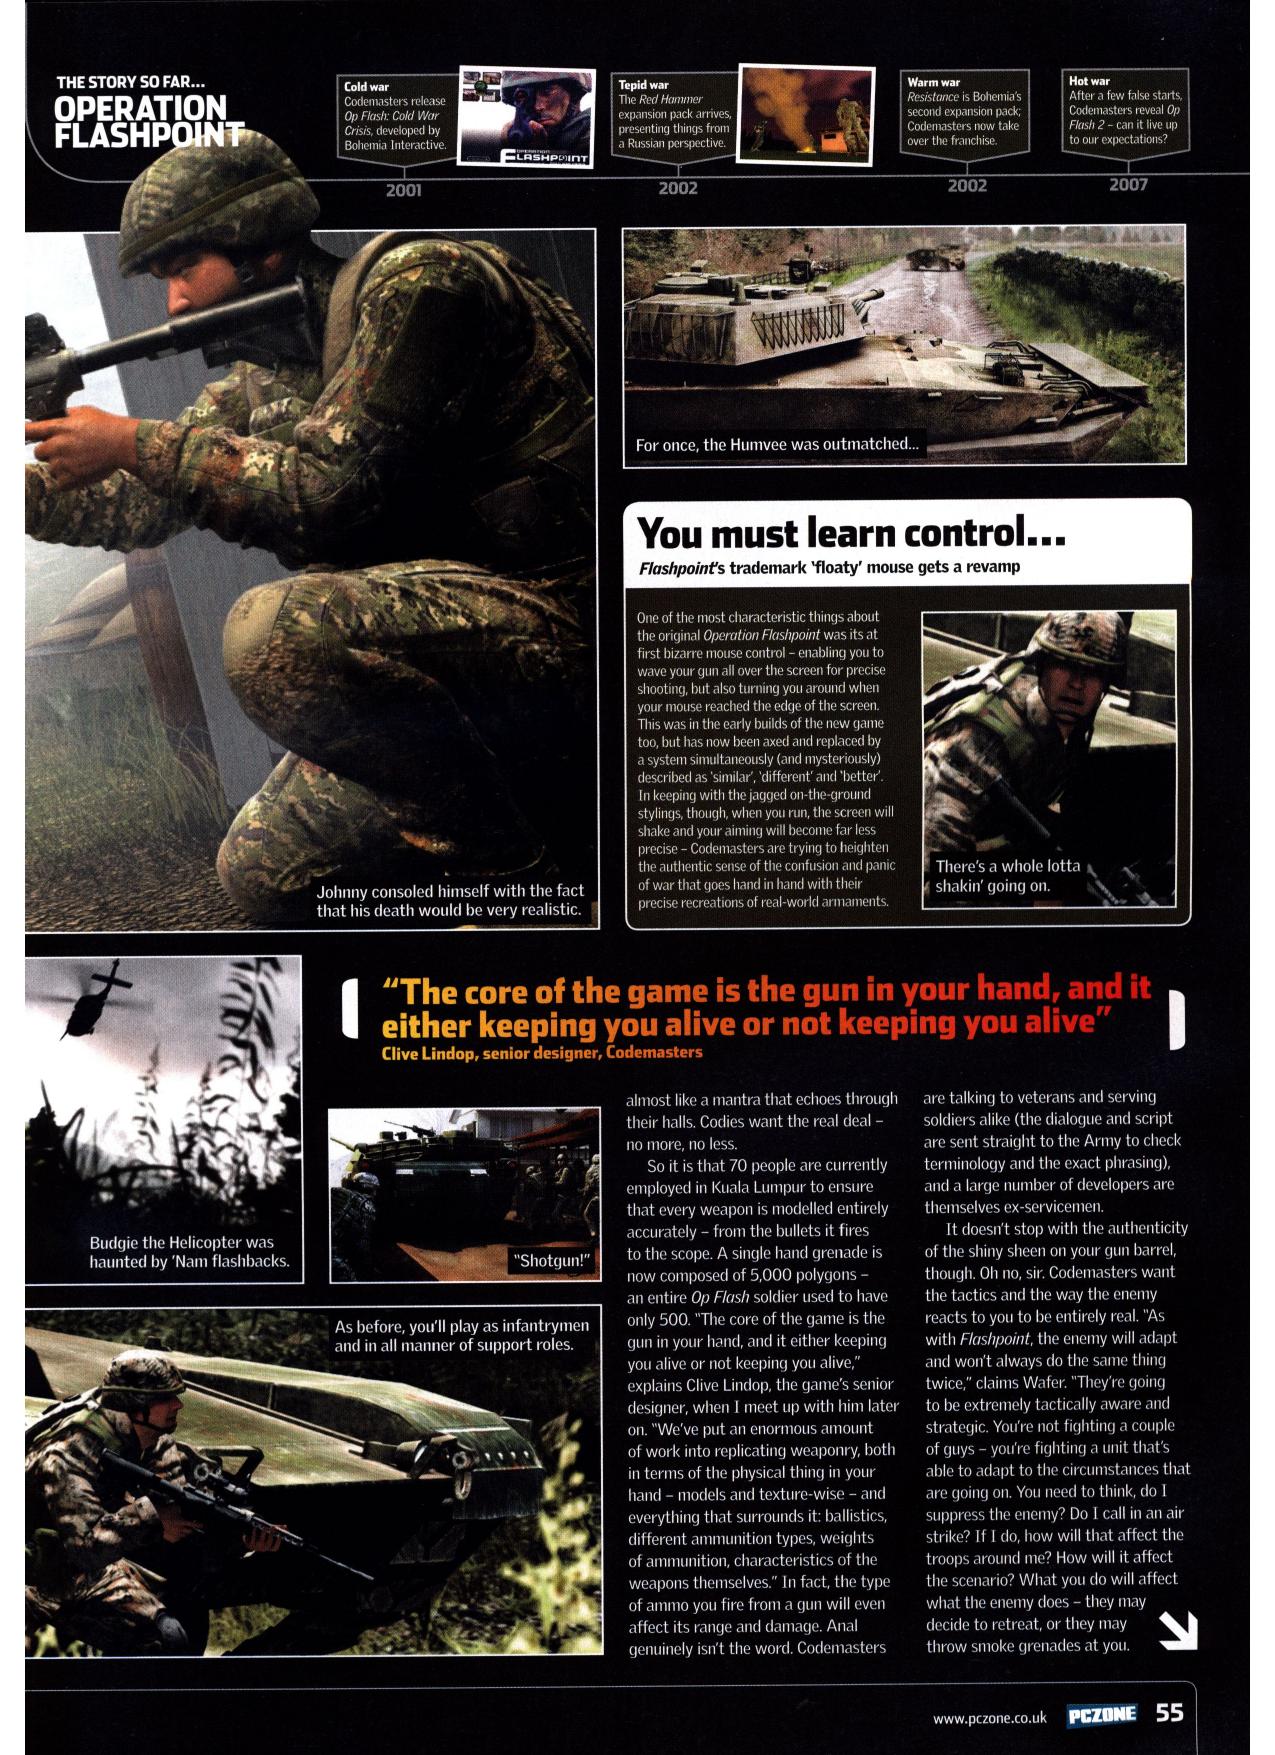 THE STORY SO FAR...
OPERATION
FLASHPOINT
Cold war
Codemasters release
Op Flash: Cold War
Crisis, developed by
Bohemia Interactive.
OPERATION
FLASHPOINT
2001
Tepid war
The Red Hammer
expansion pack arrives,
presenting things from
a Russian perspective.
2002
Warm war
Resistance is Bohemia's
second expansion pack;
Codemasters now take
over the franchise.
2002
Hot war
After a few false starts,
Codemasters reveal Op
Flash 2 – can it live up
to our expectations?
2007
Johnny consoled himself with the fact
that his death would be very realistic.
For once, the Humvee was outmatched...
You must learn control...
Flashpoint's trademark 'floaty' mouse gets a revamp
One of the most characteristic things about
the original Operation Flashpoint was its at
first bizarre mouse control – enabling you to
wave your gun all over the screen for precise
shooting, but also turning you around when
your mouse reached the edge of the screen.
This was in the early builds of the new game
too, but has now been axed and replaced by
a system simultaneously (and mysteriously)
described as 'similar', 'different' and 'better'.
In keeping with the jagged on-the-ground
stylings, though, when you run, the screen will
shake and your aiming will become far less
precise – Codemasters are trying to heighten
the authentic sense of the confusion and panic
of war that goes hand in hand with their
precise recreations of real-world armaments.
There's a whole lotta
shakin' going on.
Budgie the Helicopter was
haunted by 'Nam flashbacks.
"The core of the game is the gun in your hand, and it
either keeping you alive or not keeping you alive"
Clive Lindop, senior designer, Codemasters
"Shotgun!"
As before, you'll play as infantrymen
and in all manner of support roles.
almost like a mantra that echoes through
their halls. Codies want the real deal –
no more, no less.
So it is that 70 people are currently
employed in Kuala Lumpur to ensure
that every weapon is modelled entirely
accurately – from the bullets it fires
to the scope. A single hand grenade is
now composed of 5,000 polygons –
an entire Op Flash soldier used to have
only 500. "The core of the game is the
gun in your hand, and it either keeping
you alive or not keeping you alive,"
explains Clive Lindop, the game's senior
designer, when I meet up with him later
on. "We've put an enormous amount
of work into replicating weaponry, both
in terms of the physical thing in your
hand – models and texture-wise – and
everything that surrounds it: ballistics,
different ammunition types, weights
of ammunition, characteristics of the
weapons themselves." In fact, the type
of ammo you fire from a gun will even
affect its range and damage. Anal
genuinely isn't the word. Codemasters
are talking to veterans and serving
soldiers alike (the dialogue and script
are sent straight to the Army to check
terminology and the exact phrasing),
and a large number of developers are
themselves ex-servicemen.
It doesn't stop with the authenticity
of the shiny sheen on your gun barrel,
though. Oh no, sir. Codemasters want
the tactics and the way the enemy
reacts to you to be entirely real. "As
with Flashpoint, the enemy will adapt
and won't always do the same thing
twice," claims Wafer. "They're going
to be extremely tactically aware and
strategic. You're not fighting a couple
of guys – you're fighting a unit that's
able to adapt to the circumstances that
are going on. You need to think, do I
suppress the enemy? Do I call in an air
strike? If I do, how will that affect the
troops around me? How will it affect
the scenario? What you do will affect
what the enemy does – they may
decide to retreat, or they may
throw smoke grenades at you.
www.pczone.co.uk PCZONE 55